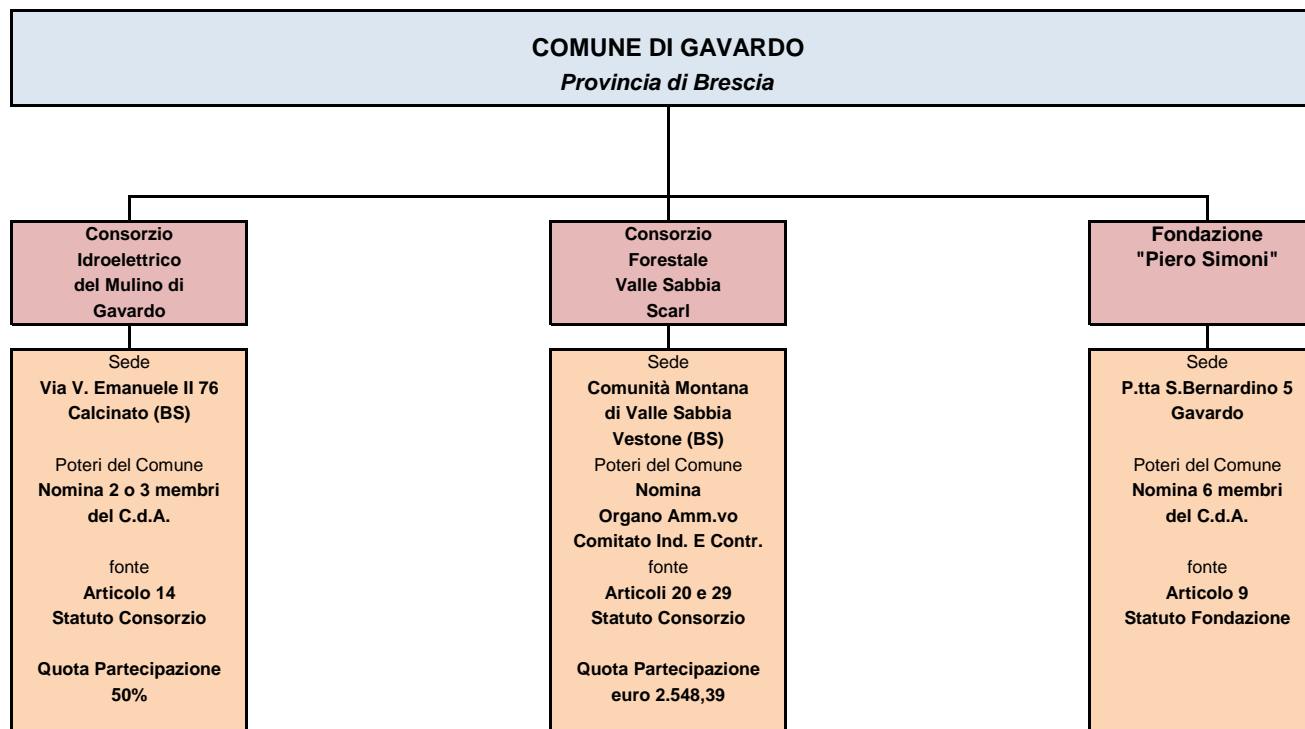 COMUNE DI GAVARDO
Provincia di Brescia
Consorzio
Idroelettrico
del Mulino di
Gavardo
Sede
Via V. Emanuele II 76
Calcinato (BS)
Poteri del Comune
Nomina 2 o 3 membri
del C.d.A.
fonte
Articolo 14
Statuto Consorzio
Quota Partecipazione
50%
Consorzio
Forestale
Valle Sabbia
Scarl
Sede
Comunità Montana
di Valle Sabbia
Vestone (BS)
Poteri del Comune
Nomina
Organo Amm.vo
Comitato Ind. E Contr.
fonte
Articoli 20 e 29
Statuto Consorzio
Quota Partecipazione
euro 2.548,39
Fondazione
"Piero Simoni"
Sede
P.tta S.Bernardino 5
Gavardo
Poteri del Comune
Nomina 6 membri
del C.d.A.
fonte
Articolo 9
Statuto Fondazione